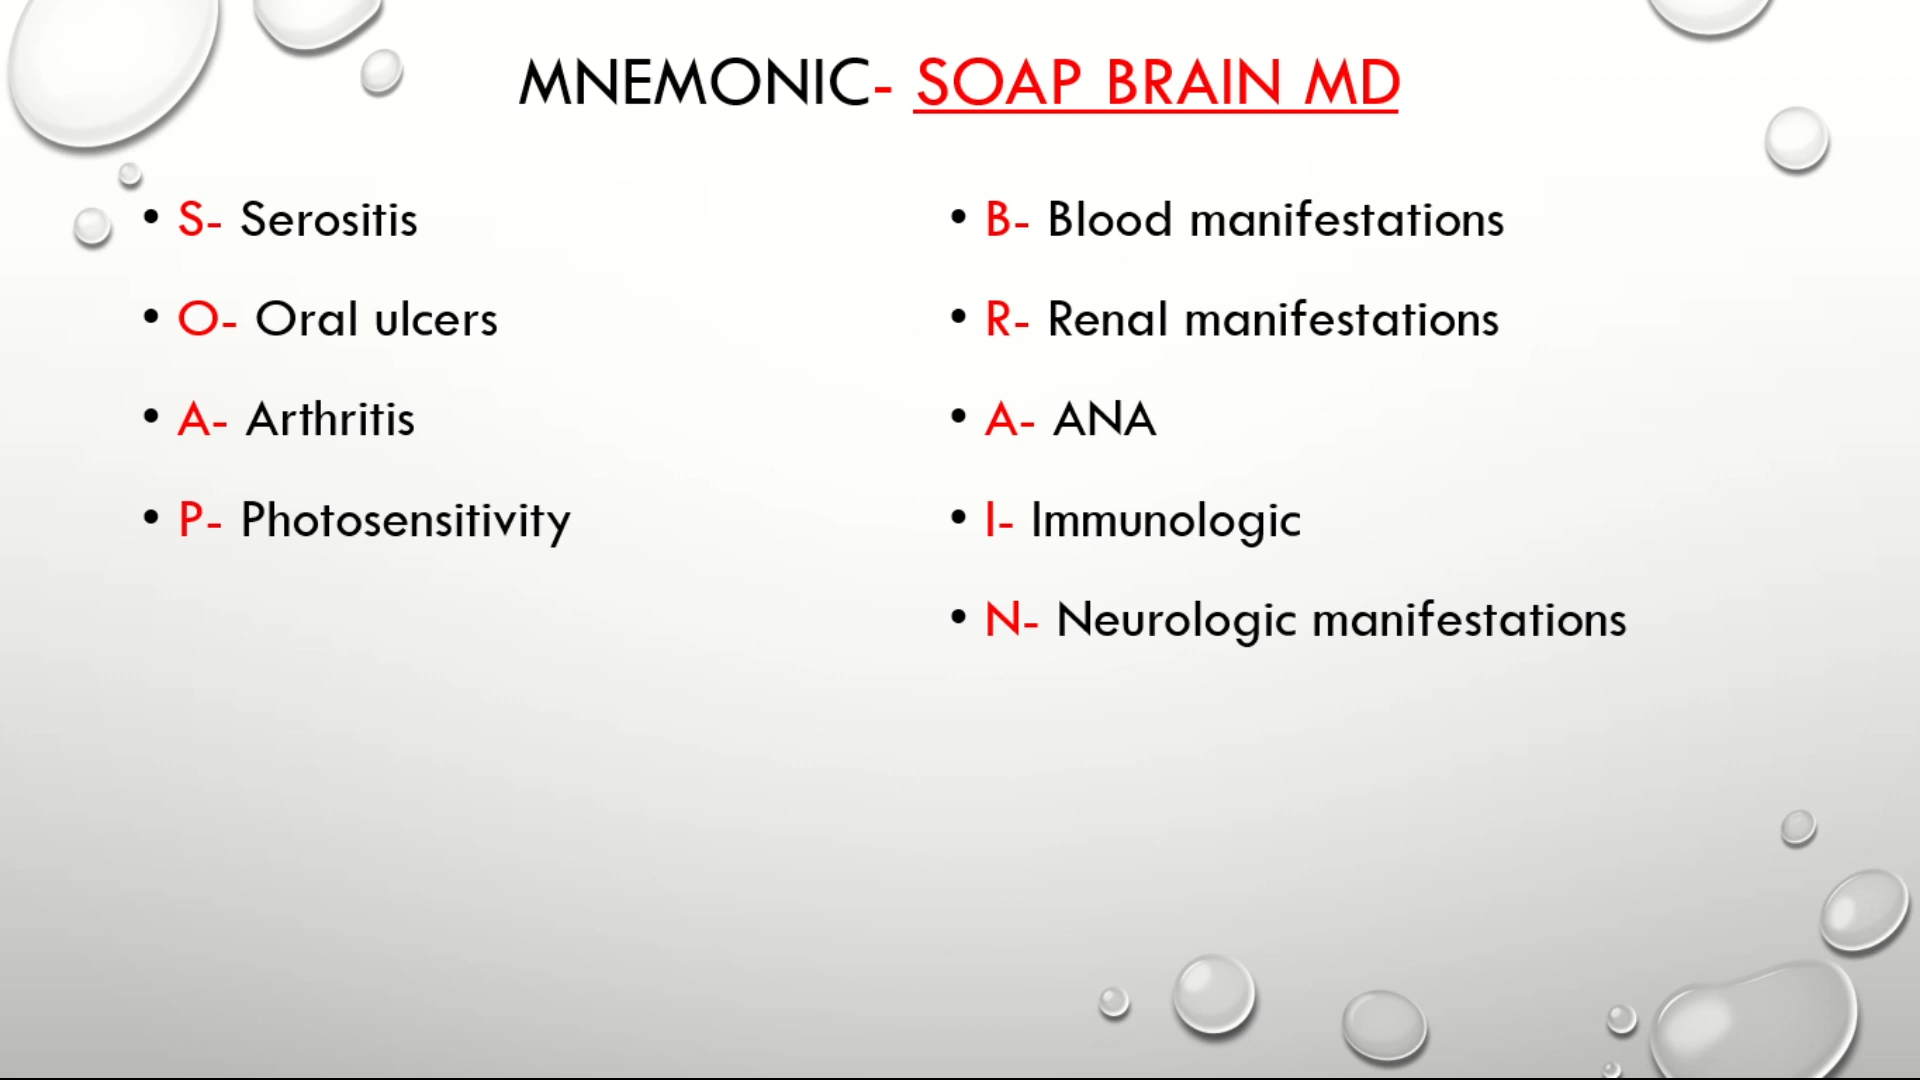 MNEMONIC- SOAP BRAIN MD
• S- Serositis
• O- Oral ulcers
• A- Arthritis
• P- Photosensitivity
• B- Blood manifestations
• R- Renal manifestations
• A- ANA
• I- Immunologic
• N- Neurologic manifestations